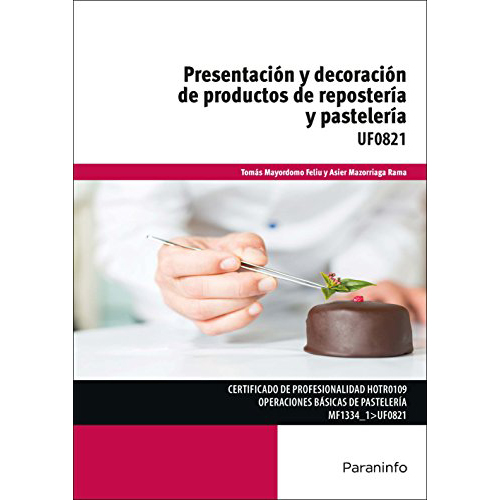 Presentación y decoración
de productos de repostería
y pastelería
UF0821
Tomás Mayordomo Feliu y Asier Mazorriaga Rama
CERTIFICADO DE PROFESIONALIDAD HOTR0109
OPERACIONES BÁSICAS DE PASTELERÍA
MF1334_1>UF0821
Paraninfo